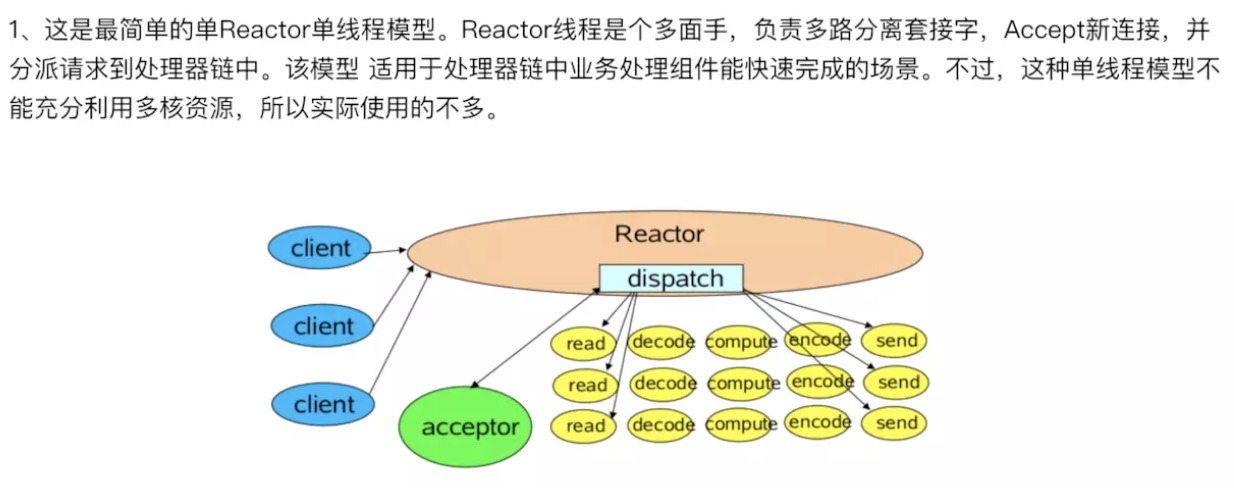 1、这是最简单的单Reactor单线程模型。Reactor线程是个多面手，负责多路分离套接字，Accept新连接，并
分派请求到处理器链中。该模型 适用于处理器链中业务处理组件能快速完成的场景。不过，这种单线程模型不
能充分利用多核资源，所以实际使用的不多。
Reactor
client
dispatch
client
read decode compute encode send
read decode compute encode send
client
acceptor
read decode compute encode send